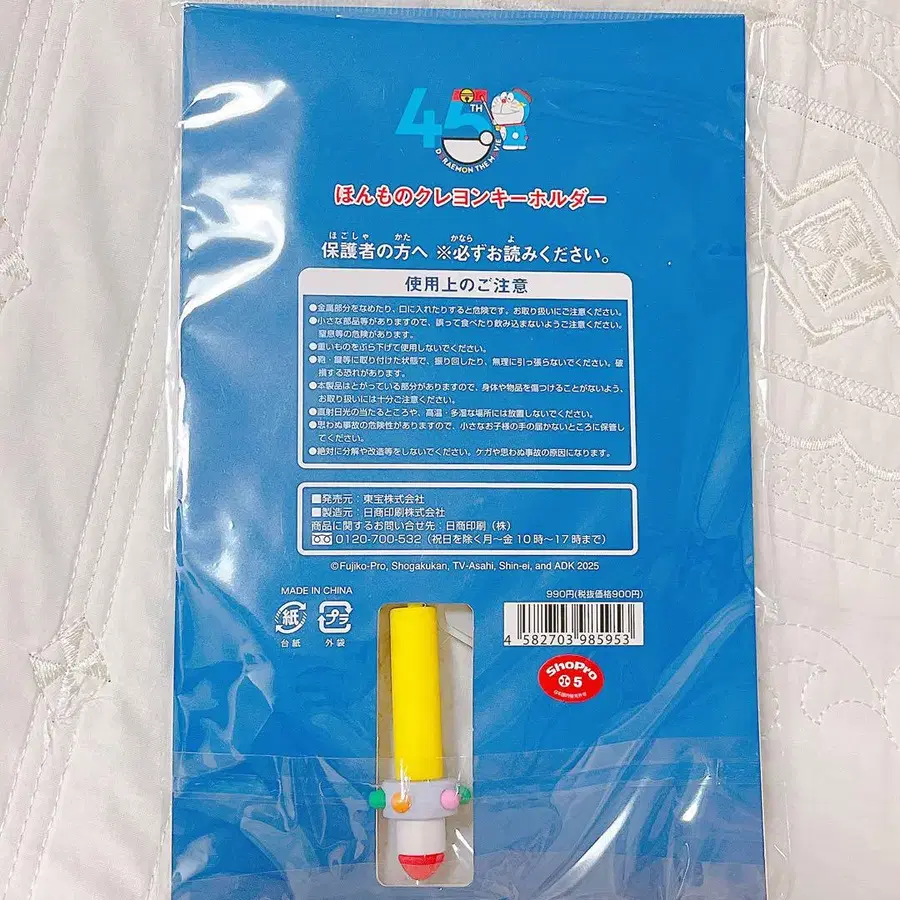 45TH
DORAEMON THE MOVIE
ほんものクレヨンキーホルダー
ほごしゃ かた かなら よ
保護者の方へ ※必ずお読みください。
使用上のご注意
●金属部分をなめたり、口に入れたりすると危険です。お取り扱いにご注意ください。
●小さな部品等がありますので、誤って食べたり飲み込まないようご注意ください。
窒息等の危険があります。
●重いものをぶら下げて使用しないでください。
●鞄・鍵等に取り付けた状態で、振り回したり、無理に引っ張らないでください。破
損する恐れがあります。
●本製品はとがっている部分がありますので、身体や物品を傷つけることがないよう、
お取り扱いには十分ご注意ください。
●直射日光の当たるところや、高温・多湿な場所には放置しないでください。
●思わぬ事故の危険性がありますので、小さなお子様の手の届かないところに保管し
てください。
●絶対に分解や改造等をしないでください。ケガや思わぬ事故の原因になります。
■発売元：東宝株式会社
■製造元：日商印刷株式会社
商品に関するお問い合せ先：日商印刷（株）
0120-700-532（祝日を除く月〜金10時〜17時まで）
©Fujiko-Pro, Shogakukan, TV-Asahi, Shin-ei, and ADK 2025
MADE IN CHINA
990円(税抜価格900円)
紙
プラ
台紙
外袋
4 582703 985953
ShoPro
小 5